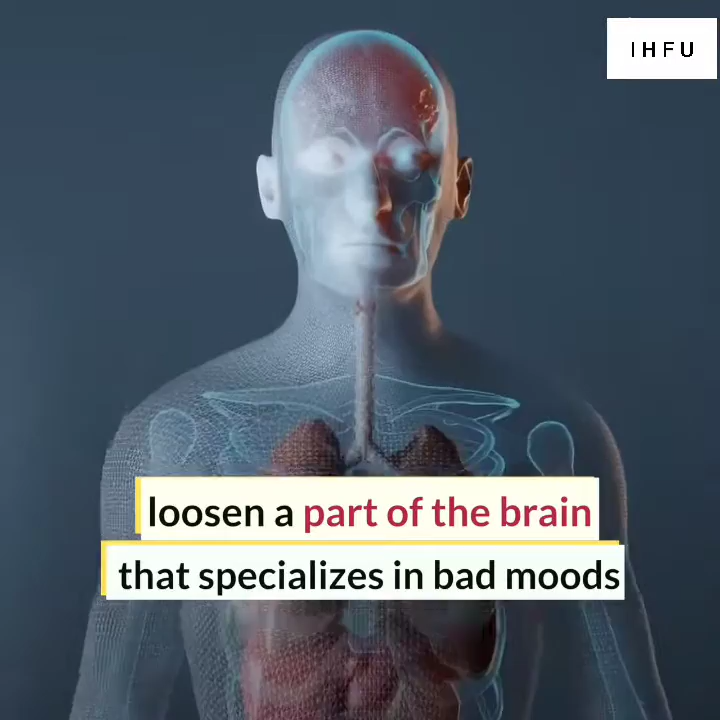 IHFU
loosen a part of the brain
that specializes in bad moods